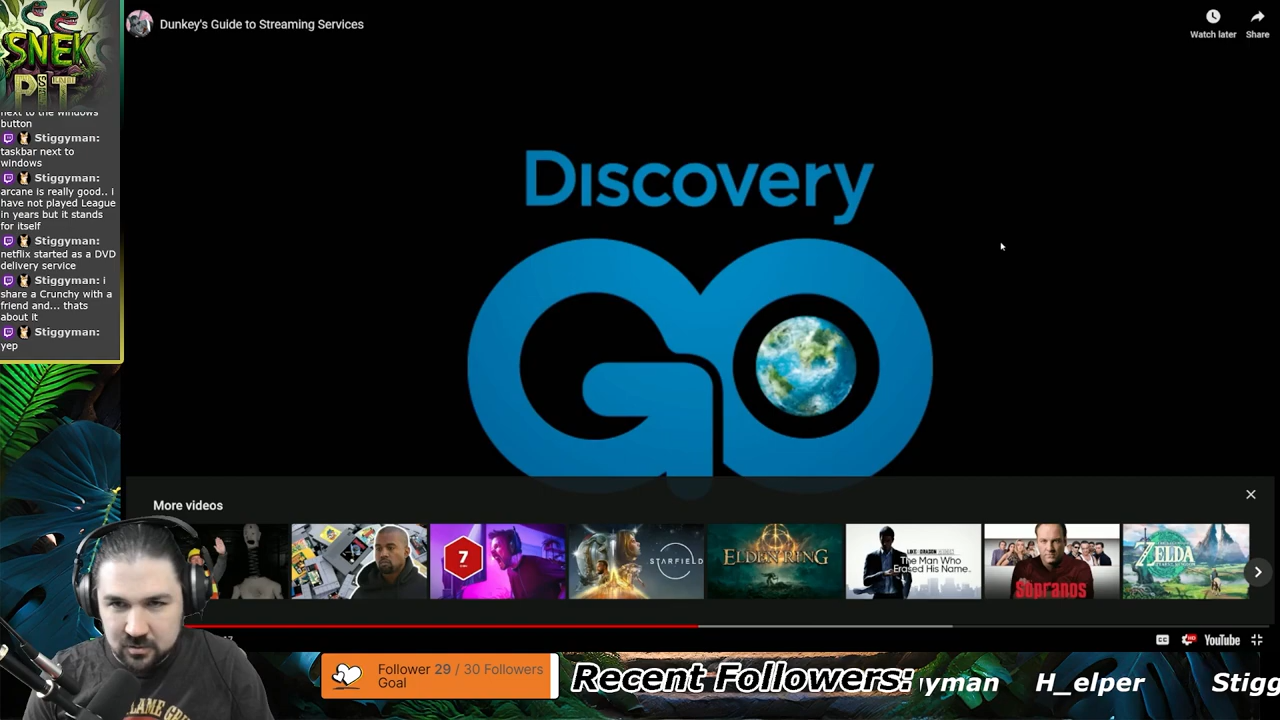 SNEK
PIT
Dunkey's Guide to Streaming Services
Watch later
Share
next to the windows
button
Stiggyman:
taskbar next to
windows
Stiggyman:
arcane is really good.. i
have not played League
in years but it stands
for itself
Stiggyman:
netflix started as a DVD
delivery service
Stiggyman: i
share a Crunchy with a
friend and... thats
about it
Stiggyman:
yep
Discovery
GO
More videos
7
STARFIELD
ELDEN RING
LIKE A DRAGON
The Man Who
Erased His Name
Sopranos
ZELDA
CC
HD
YouTube
Follower 29 / 30 Followers
Goal
Recent Followers:
yman H_elper Stigg